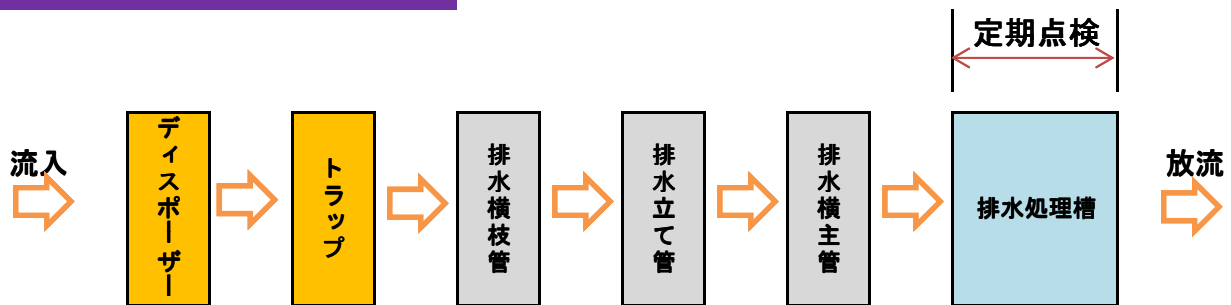 定期点検
流入
ディスポーザー
トラップ
排水横枝管
排水立て管
排水横主管
排水処理槽
放流